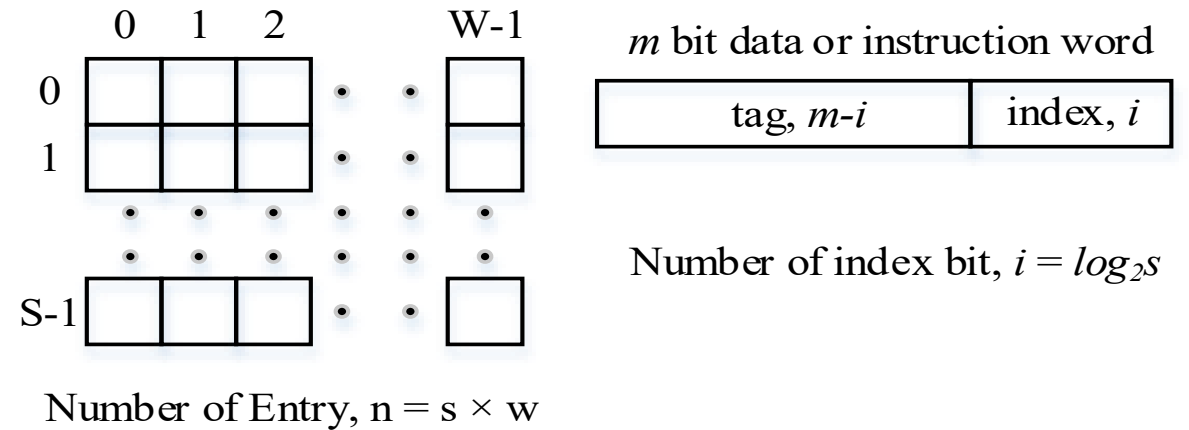 0 1 2 W-1
0
1
S-1
Number of Entry, n = s × w
m bit data or instruction word
tag, m-i index, i
Number of index bit, i = log₂s